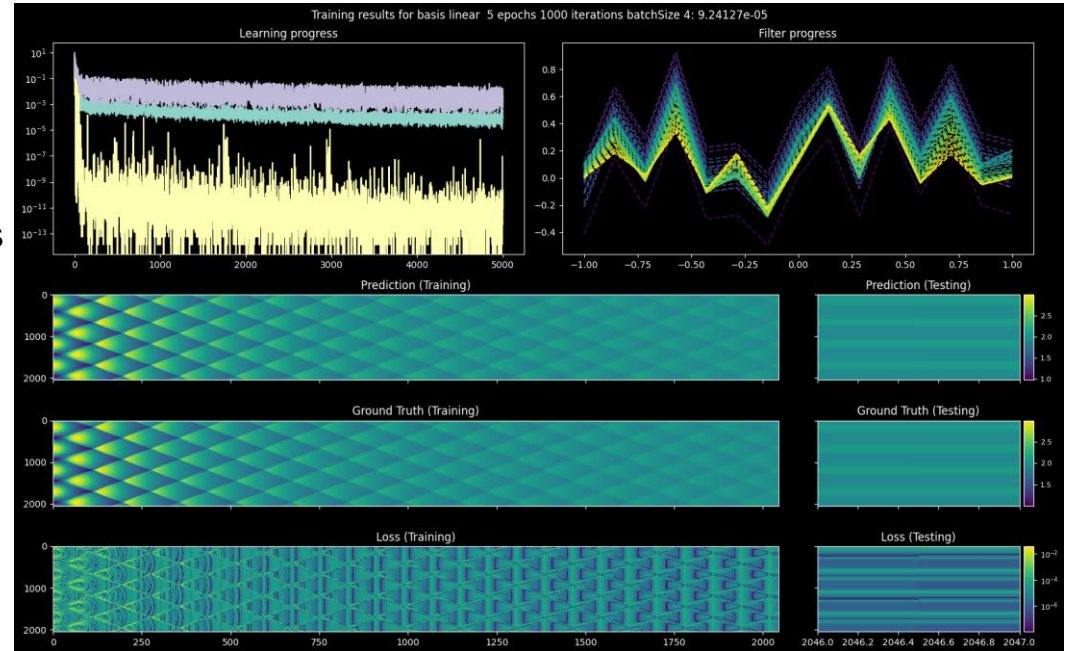 Training results for basis linear 5 epochs 1000 iterations batchSize 4: 9.24127e-05
Learning progress
Filter progress
10^1
10^-1
10^-3
10^-5
10^-7
10^-9
10^-11
10^-13
0 1000 2000 3000 4000 5000
0.8
0.6
0.4
0.2
0.0
−0.2
−0.4
−1.00 −0.75 −0.50 −0.25 0.00 0.25 0.50 0.75 1.00
s
Prediction (Training)
Prediction (Testing)
0
1000
2000
2.5
2.0
1.5
1.0
Ground Truth (Training)
Ground Truth (Testing)
0
1000
2000
2.5
2.0
1.5
Loss (Training)
Loss (Testing)
0
1000
2000
10^-2
10^-4
10^-6
0 250 500 750 1000 1250 1500 1750 2000
2046.0 2046.2 2046.4 2046.6 2046.8 2047.0